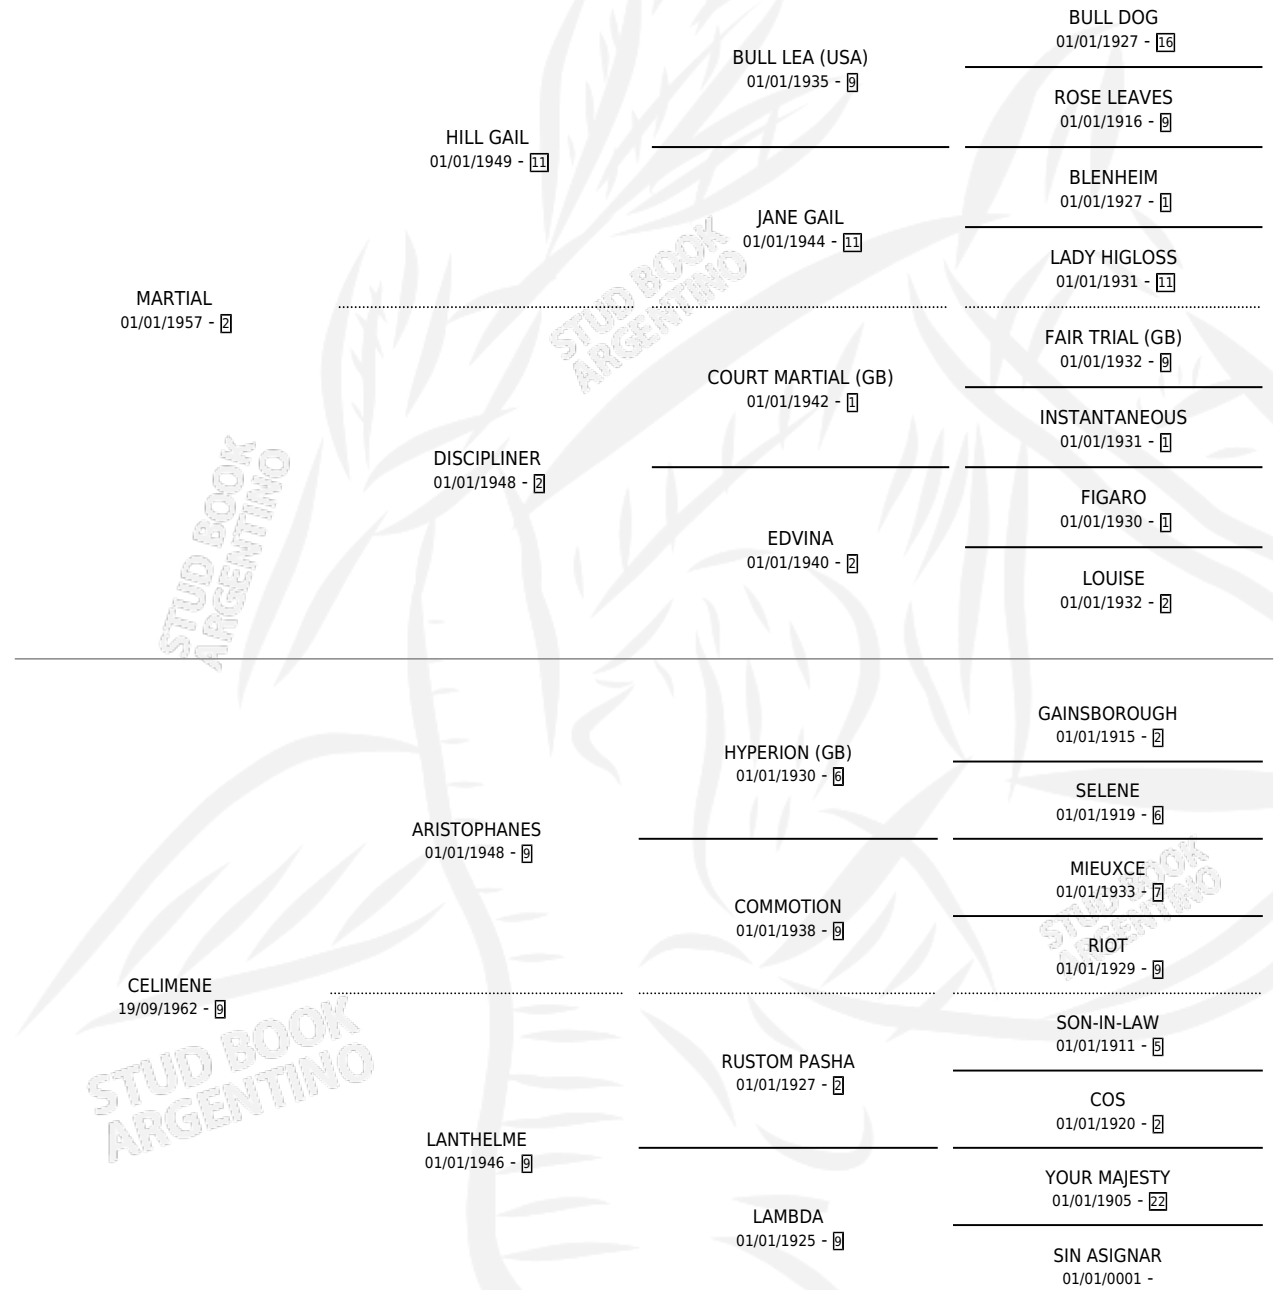 BULL DOG
01/01/1927 - 16
BULL LEA (USA)
01/01/1935 - 9
ROSE LEAVES
01/01/1916 - 9
HILL GAIL
01/01/1949 - 11
BLENHEIM
01/01/1927 - 1
JANE GAIL
01/01/1944 - 11
LADY HIGLOSS
01/01/1931 - 11
MARTIAL
01/01/1957 - 2
FAIR TRIAL (GB)
01/01/1932 - 9
COURT MARTIAL (GB)
01/01/1942 - 1
INSTANTANEOUS
01/01/1931 - 1
DISCIPLINER
01/01/1948 - 2
FIGARO
01/01/1930 - 1
EDVINA
01/01/1940 - 2
LOUISE
01/01/1932 - 2
GAINSBOROUGH
01/01/1915 - 2
HYPERION (GB)
01/01/1930 - 6
SELENE
01/01/1919 - 6
ARISTOPHANES
01/01/1948 - 9
MIEUXCE
01/01/1933 - 7
COMMOTION
01/01/1938 - 9
RIOT
01/01/1929 - 9
CELIMENE
19/09/1962 - 9
SON-IN-LAW
01/01/1911 - 5
RUSTOM PASHA
01/01/1927 - 2
COS
01/01/1920 - 2
LANTHELME
01/01/1946 - 9
YOUR MAJESTY
01/01/1905 - 22
LAMBDA
01/01/1925 - 9
SIN ASIGNAR
01/01/0001 -
STUD BOOK
ARGENTINO
STUD BOOK
ARGENTINO
STUD BOOK
ARGENTINO
STUD BOOK
ARGENTINO